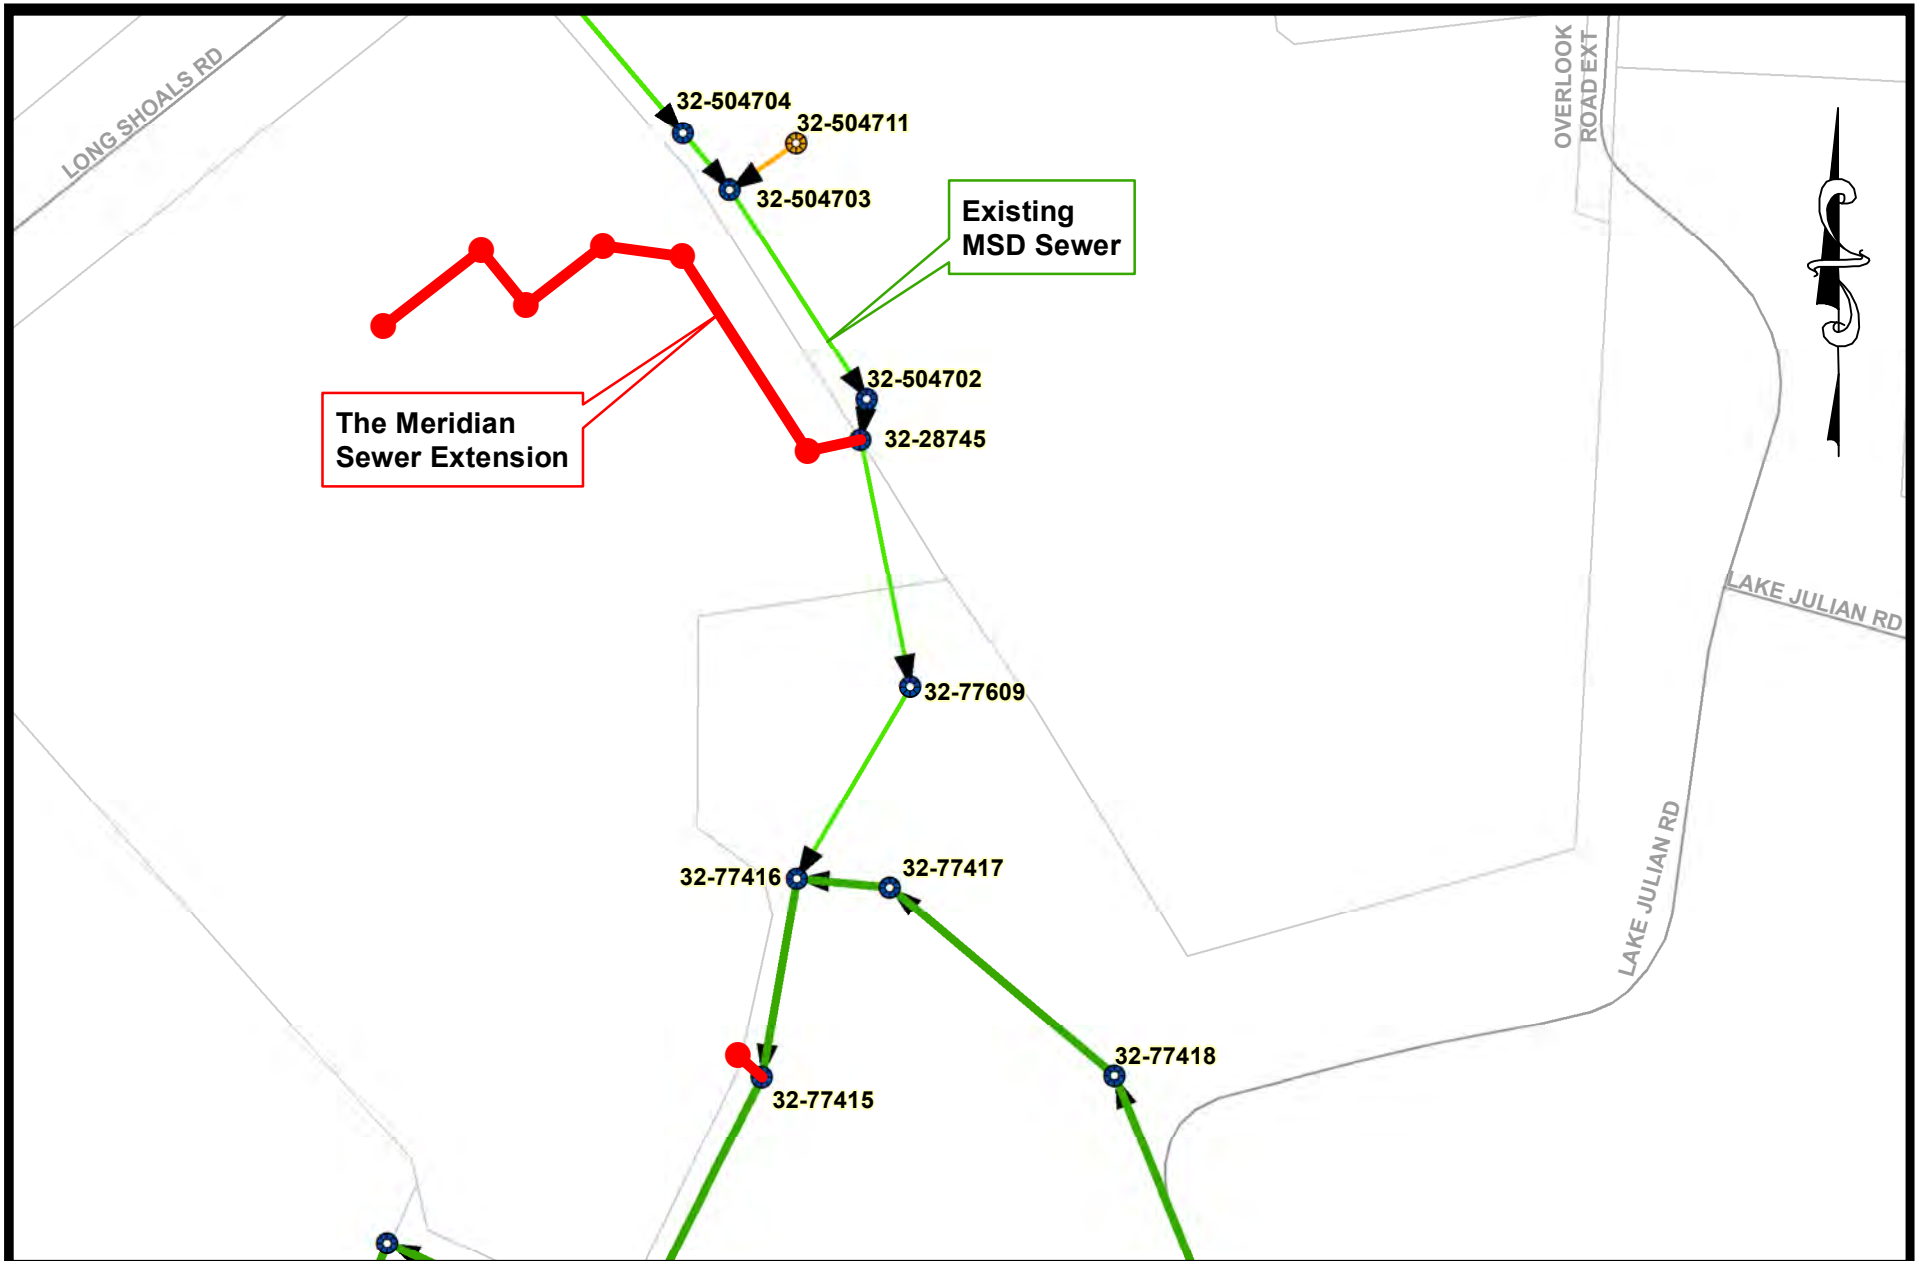 LONG SHOALS RD
OVERLOOK
ROAD EXT
32-504704
32-504711
32-504703
Existing
MSD Sewer
32-504702
The Meridian
Sewer Extension
32-28745
LAKE JULIAN RD
32-77609
32-77416
32-77417
LAKE JULIAN RD
32-77418
32-77415